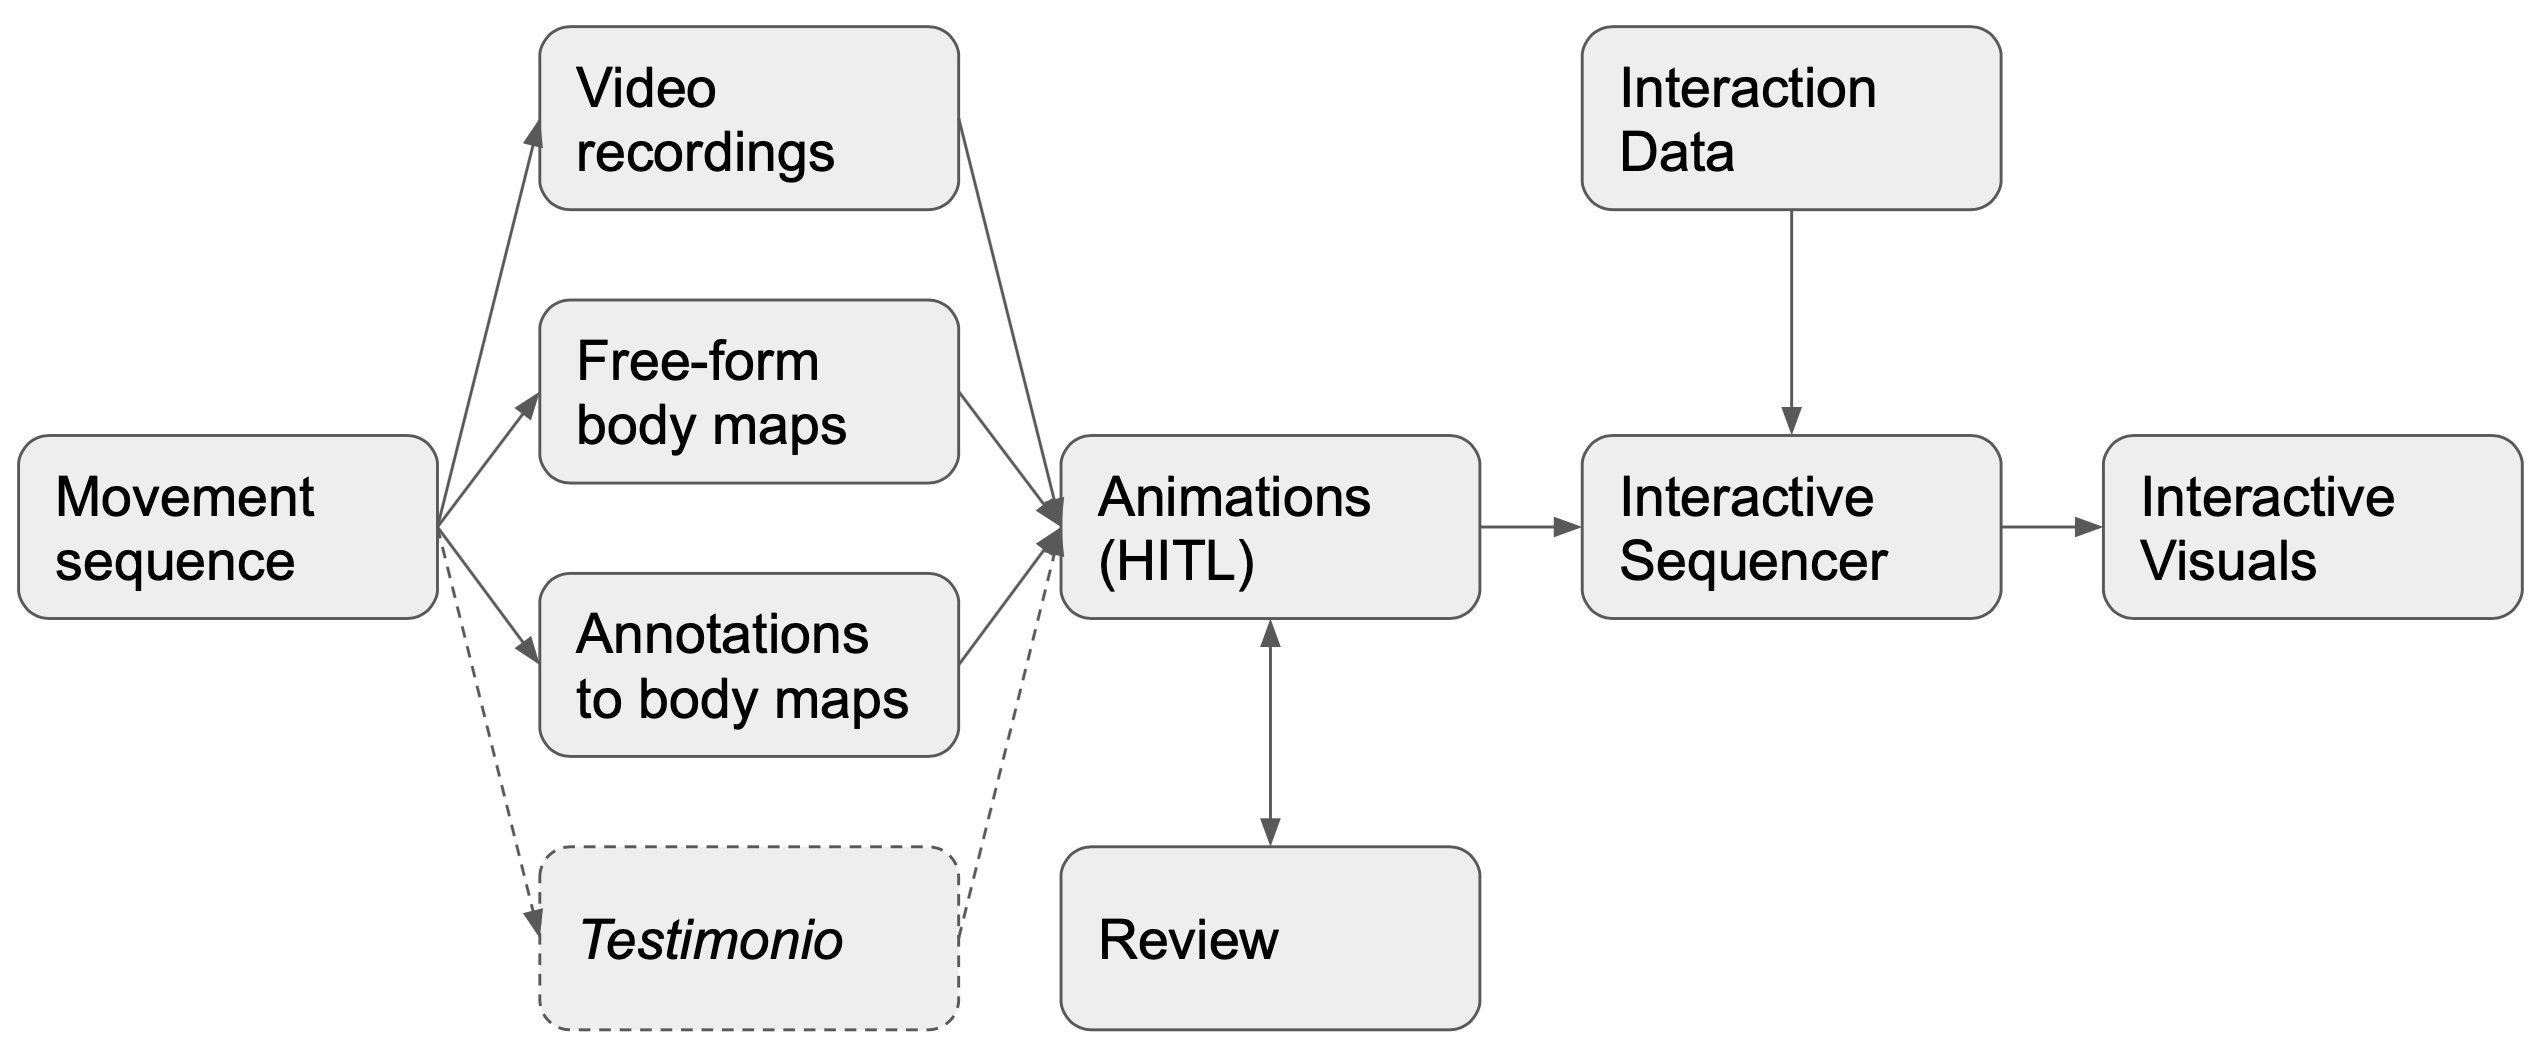 Movement
sequence
Video
recordings
Free-form
body maps
Annotations
to body maps
Testimonio
Animations
(HITL)
Review
Interaction
Data
Interactive
Sequencer
Interactive
Visuals